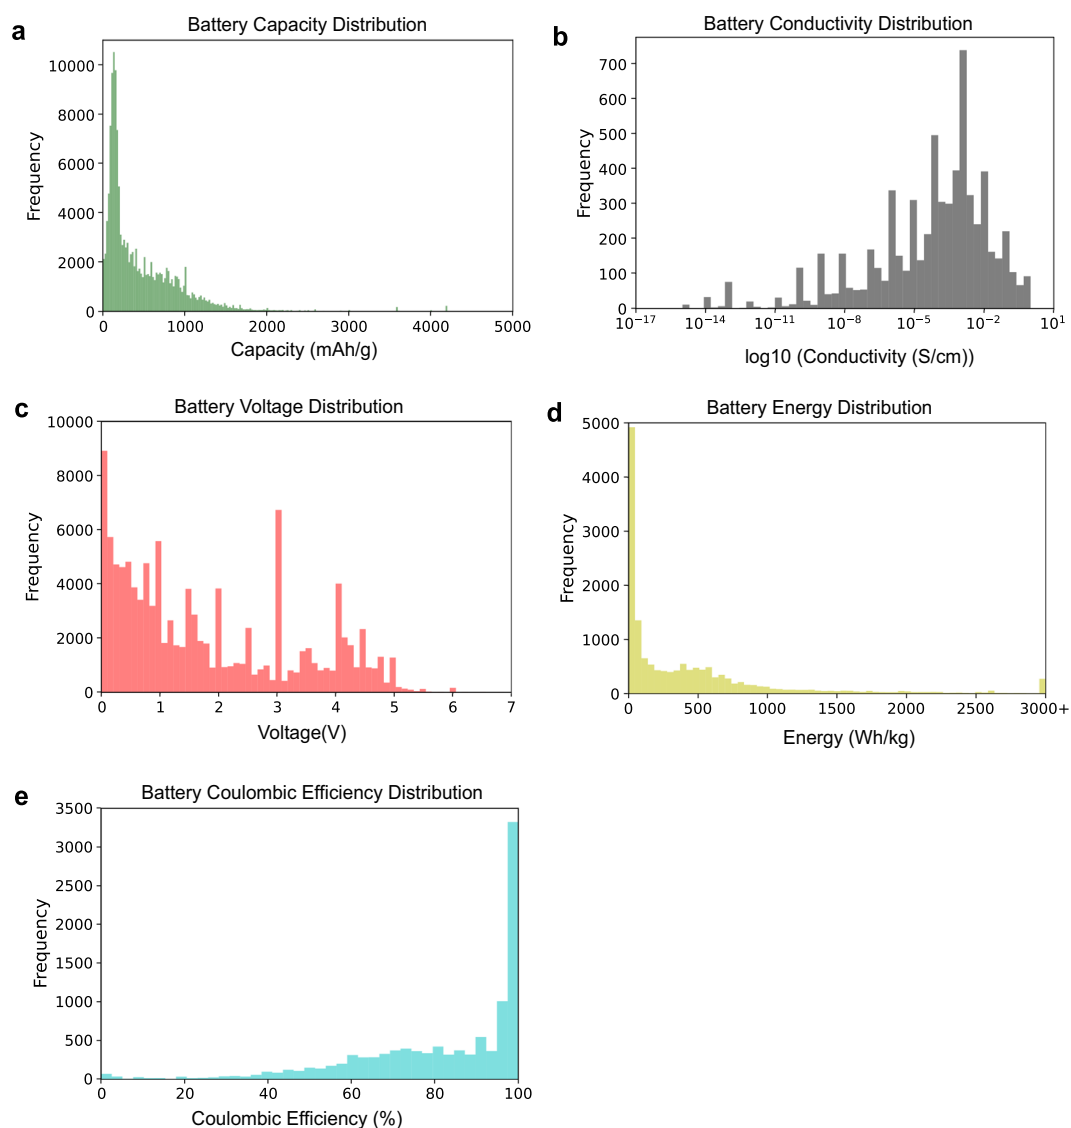 a
Battery Capacity Distribution
10000
8000
6000
4000
2000
0
Frequency
0 1000 2000 3000 4000 5000
Capacity (mAh/g)
b
Battery Conductivity Distribution
700
600
500
400
300
200
100
0
Frequency
10⁻¹⁷ 10⁻¹⁴ 10⁻¹¹ 10⁻⁸ 10⁻⁵ 10⁻² 10¹
log10 (Conductivity (S/cm))
c
Battery Voltage Distribution
10000
8000
6000
4000
2000
0
Frequency
0 1 2 3 4 5 6 7
Voltage(V)
d
Battery Energy Distribution
5000
4000
3000
2000
1000
0
Frequency
0 500 1000 1500 2000 2500 3000+
Energy (Wh/kg)
e
Battery Coulombic Efficiency Distribution
3500
3000
2500
2000
1500
1000
500
0
Frequency
0 20 40 60 80 100
Coulombic Efficiency (%)